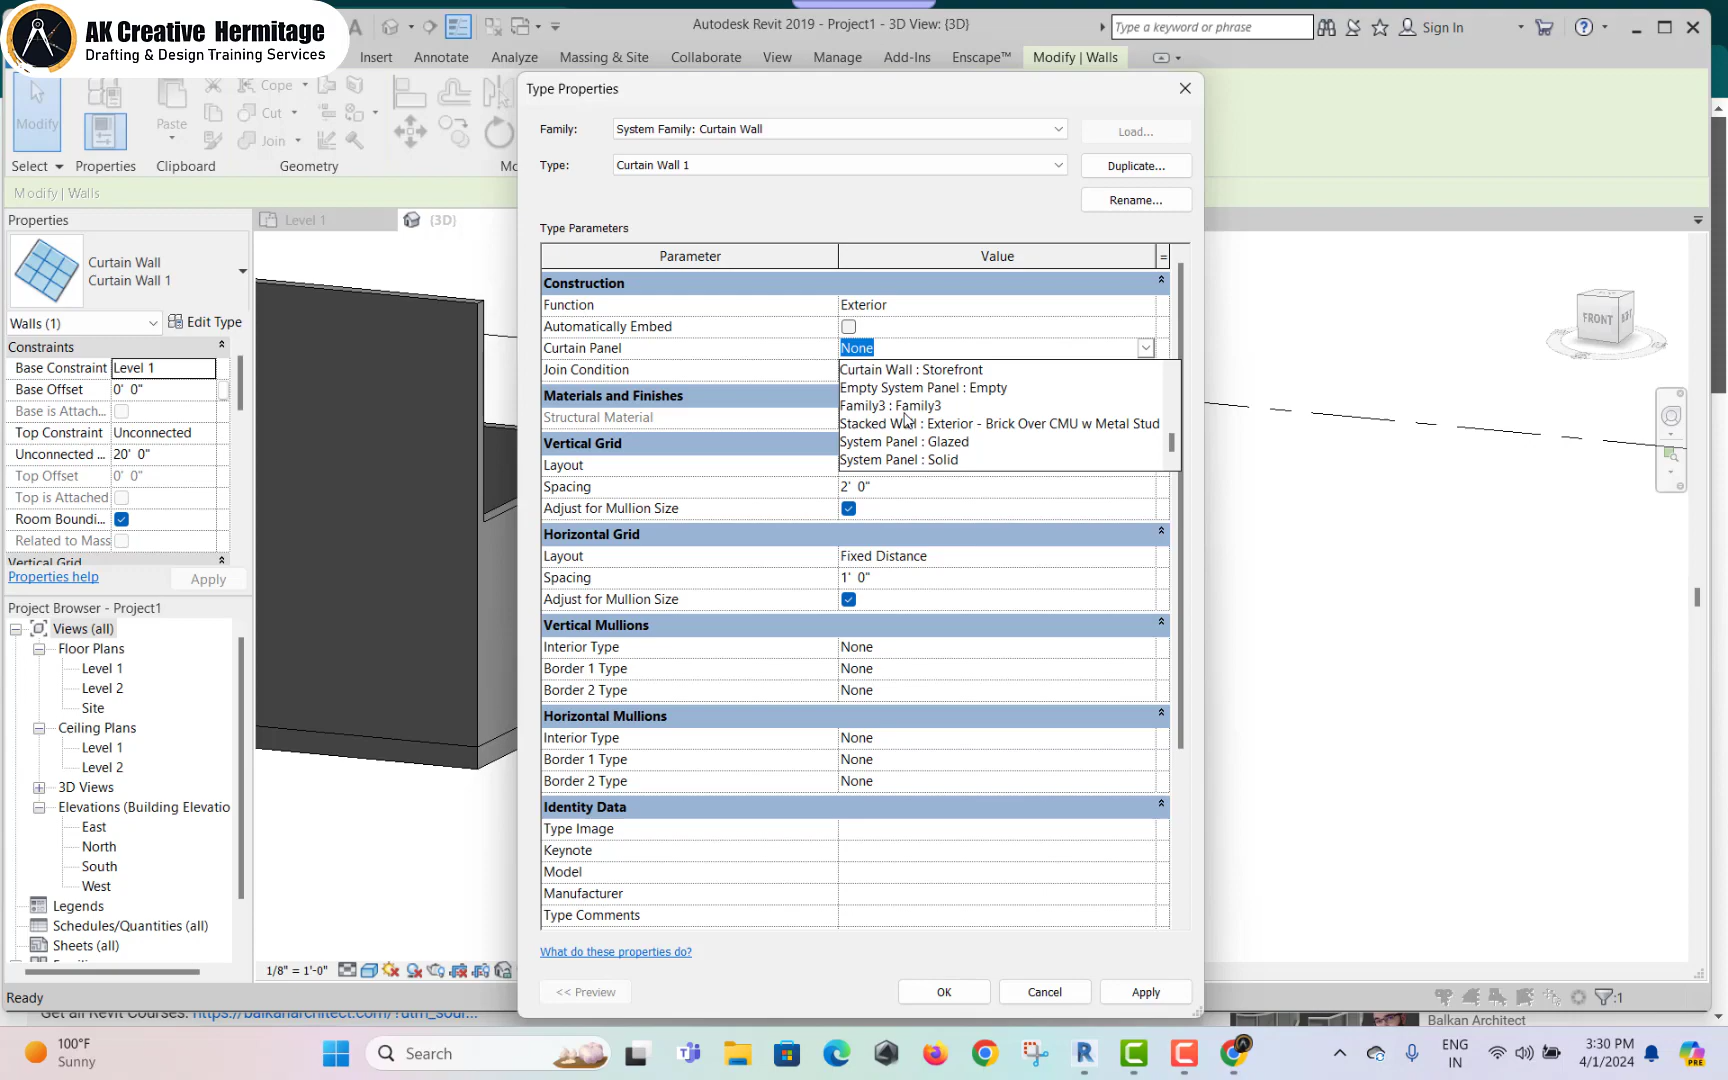 AK Creative Hermitage
Drafting & Design Training Services
Autodesk Revit 2019 - Project1 - 3D View: {3D}
Type a keyword or phrase
Sign In
Insert Annotate Analyze Massing & Site Collaborate View Manage Add-Ins Enscape™ Modify | Walls
Modify
Paste
Cope
Cut
Join
Select Properties Clipboard Geometry
Modify | Walls
Properties
Level 1
(3D)
Curtain Wall
Curtain Wall 1
Walls (1)
Edit Type
Constraints
Base Constraint Level 1
Base Offset 0' 0"
Base is Attach...
Top Constraint Unconnected
Unconnected ... 20' 0"
Top Offset 0' 0"
Top is Attached
Room Boundi...
Related to Mass
Vertical Grid
Properties help
Apply
Project Browser - Project1
Views (all)
Floor Plans
Level 1
Level 2
Site
Ceiling Plans
Level 1
Level 2
3D Views
Elevations (Building Elevatio
East
North
South
West
Legends
Schedules/Quantities (all)
Sheets (all)
Type Properties
Family: System Family: Curtain Wall
Load...
Type: Curtain Wall 1
Duplicate...
Rename...
Type Parameters
Parameter Value =
Construction
Function Exterior
Automatically Embed
Curtain Panel None
Join Condition
Curtain Wall : Storefront
Empty System Panel : Empty
Family3 : Family3
Stacked Wall : Exterior - Brick Over CMU w Metal Stud
System Panel : Glazed
System Panel : Solid
Materials and Finishes
Structural Material
Vertical Grid
Layout
Spacing 2' 0"
Adjust for Mullion Size
Horizontal Grid
Layout Fixed Distance
Spacing 1' 0"
Adjust for Mullion Size
Vertical Mullions
Interior Type None
Border 1 Type None
Border 2 Type None
Horizontal Mullions
Interior Type None
Border 1 Type None
Border 2 Type None
Identity Data
Type Image
Keynote
Model
Manufacturer
Type Comments
What do these properties do?
<< Preview
OK
Cancel
Apply
FRONT
1/8" = 1'-0"
Ready
:1
Get all Revit Courses: https://balkanarchitect.com/?utm_sour...
Balkan Architect
100°F
Sunny
Search
ENG
IN
3:30 PM
4/1/2024
PRE